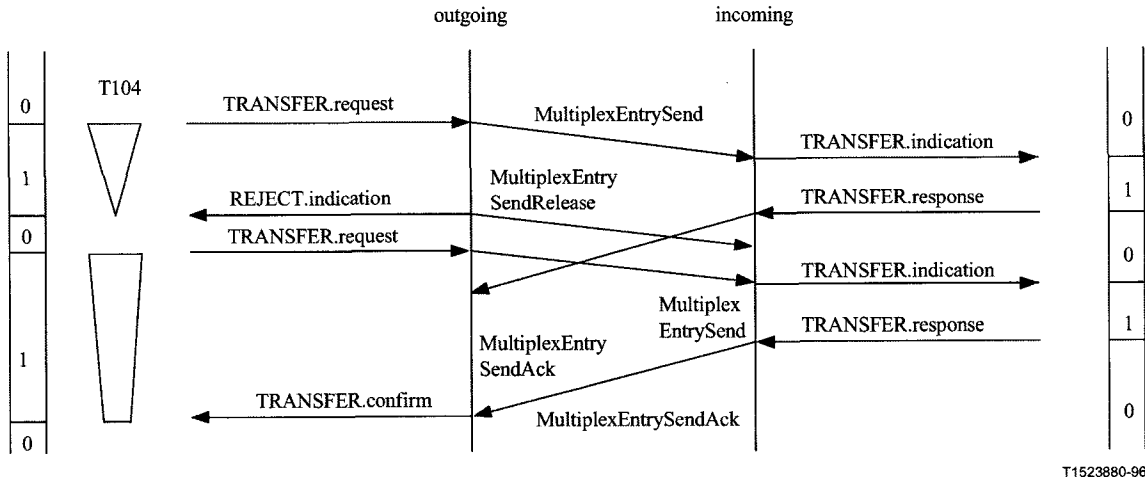 outgoing
incoming
T104
0
TRANSFER.request
MultiplexEntrySend
0
TRANSFER.indication
1
MultiplexEntry
SendRelease
REJECT.indication
TRANSFER.response
1
0
TRANSFER.request
TRANSFER.indication
0
Multiplex
EntrySend
TRANSFER.response
1
1
MultiplexEntry
SendAck
TRANSFER.confirm
MultiplexEntrySendAck
0
0
T1523880-96